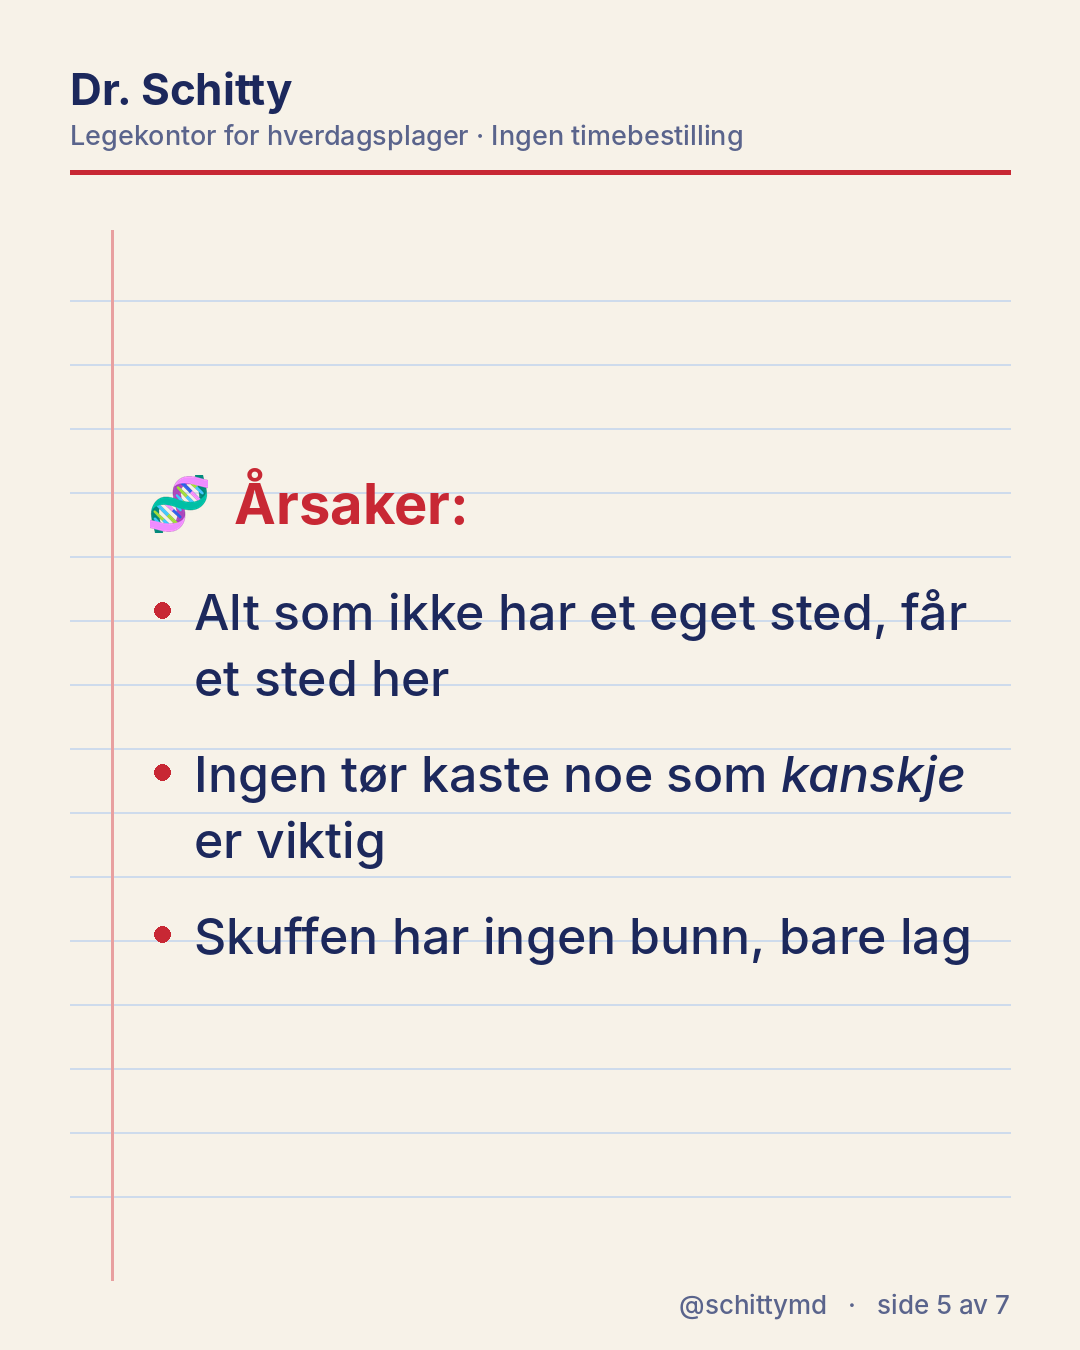 Dr. Schitty
Legekontor for hverdagsplager · Ingen timebestilling
🧬 Årsaker:
• Alt som ikke har et eget sted, får
et sted her
• Ingen tør kaste noe som kanskje
er viktig
• Skuffen har ingen bunn, bare lag
@schittymd · side 5 av 7